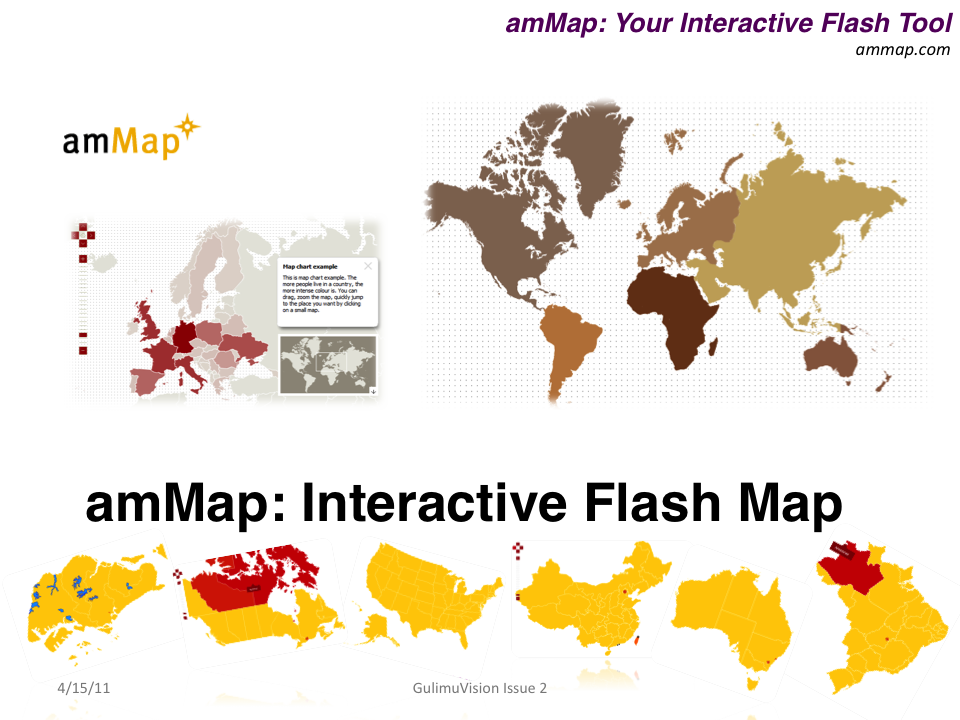 amMap: Your Interactive Flash Tool
ammap.com
amMap
Map chart example
This is map chart example. The
more people live in a country, the
more intense colour is. You can
drag, zoom the map, quickly jump
to the place you want by clicking
on a small map.
amMap: Interactive Flash Map
4/15/11
GulimuVision Issue 2